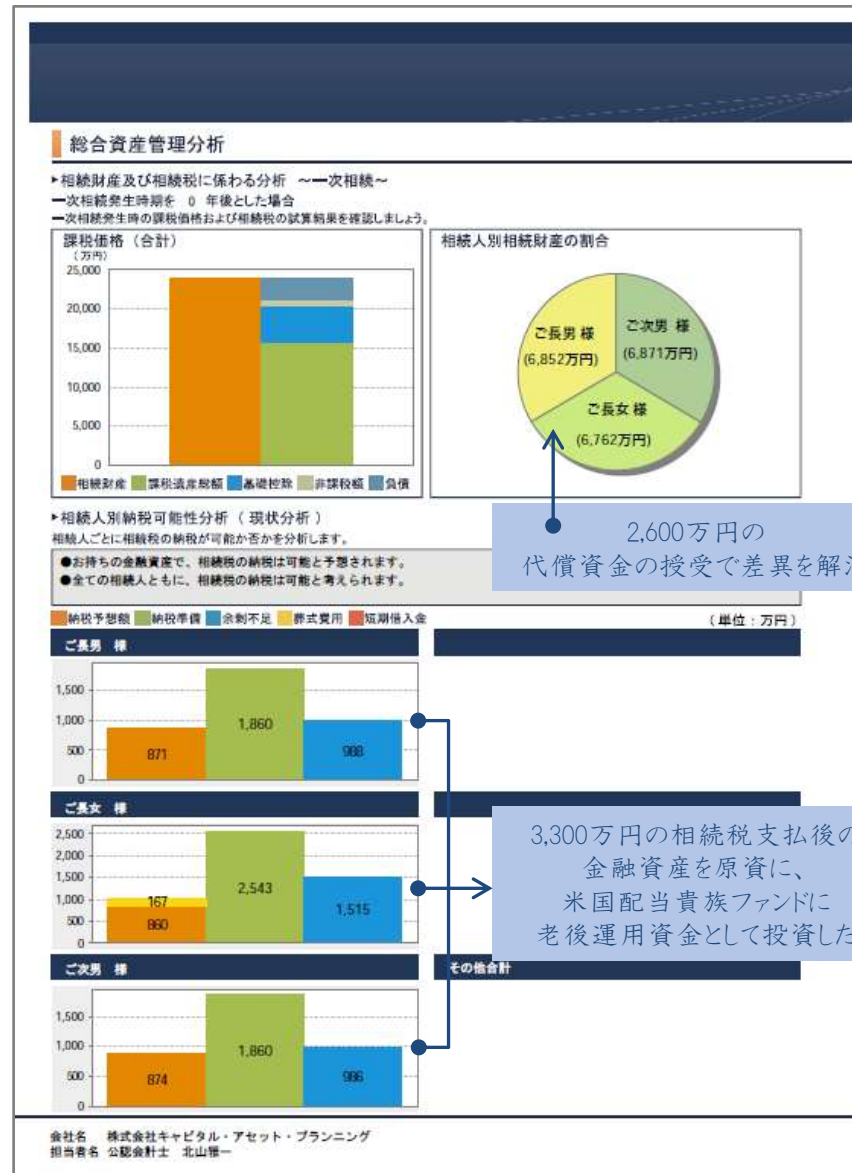 総合資産管理分析
▸相続財産及び相続税に係わる分析 ～一次相続～
一次相続発生時期を 0 年後とした場合
一次相続発生時の課税価格および相続税の試算結果を確認しましょう。
課税価格（合計）
（万円）
25,000
20,000
15,000
10,000
5,000
0
相続財産 課税遺産総額 基礎控除 非課税額 負債
相続人別相続財産の割合
ご長男 様
(6,852万円)
ご次男 様
(6,871万円)
ご長女 様
(6,762万円)
2,600万円の
代償資金の授受で差異を解消
▸相続人別納税可能性分析（ 現状分析 ）
相続人ごとに相続税の納税が可能か否かを分析します。
●お持ちの金融資産で、相続税の納税は可能と予想されます。
●全ての相続人ともに、相続税の納税は可能と考えられます。
納税予想額 納税準備 余剰不足 葬式費用 短期借入金
（単位：万円）
ご長男 様
1,500
1,000
500
0
871
1,860
988
ご長女 様
2,500
2,000
1,500
1,000
500
0
167
860
2,543
1,515
3,300万円の相続税支払後の
金融資産を原資に、
米国配当貴族ファンドに
老後運用資金として投資した
ご次男 様
その他合計
1,500
1,000
500
0
874
1,860
986
会社名 株式会社キャピタル・アセット・プランニング
担当者名 公認会計士 北山雅一